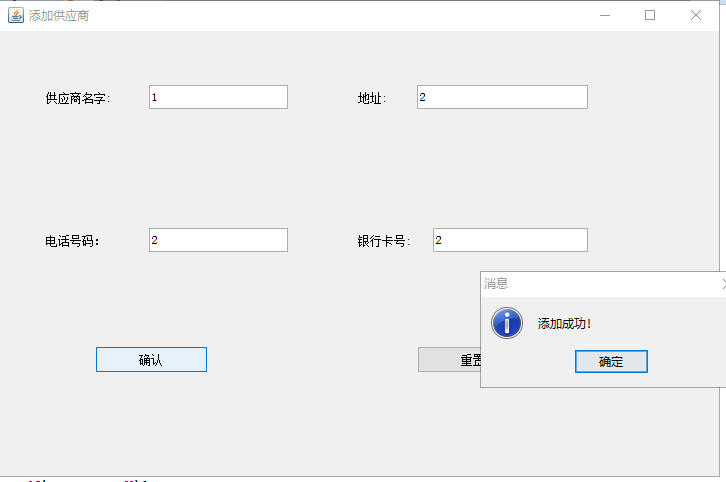 添加供应商
供应商名字:
1
地址:
2
电话号码:
2
银行卡号:
2
消息
添加成功!
确定
确认
重置